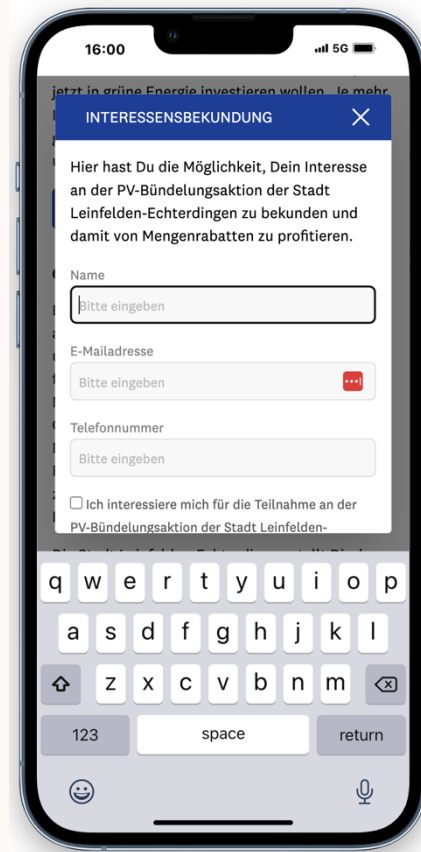 16:00
5G
jetzt in grüne Energie investieren wollen. Je mehr
INTERESSENSBEKUNDUNG
Hier hast Du die Möglichkeit, Dein Interesse
an der PV-Bündelungsaktion der Stadt
Leinfelden-Echterdingen zu bekunden und
damit von Mengenrabatten zu profitieren.
Name
Bitte eingeben
E-Mailadresse
Bitte eingeben
Telefonnummer
Bitte eingeben
Ich interessiere mich für die Teilnahme an der
PV-Bündelungsaktion der Stadt Leinfelden-
q w e r t y u i o p
a s d f g h j k l
z x c v b n m
123 space return